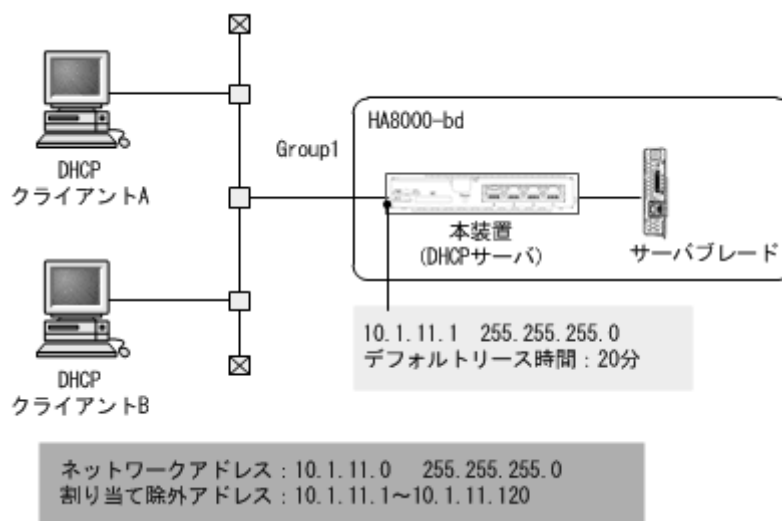 DHCP
クライアントA
Group1
HA8000-bd
本装置
(DHCPサーバ)
サーバブレード
10.1.11.1 255.255.255.0
デフォルトリース時間：20分
DHCP
クライアントB
ネットワークアドレス：10.1.11.0 255.255.255.0
割り当て除外アドレス：10.1.11.1～10.1.11.120